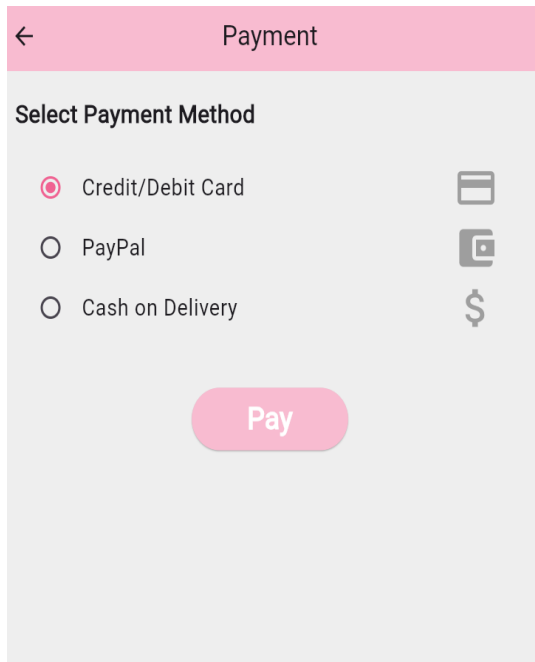 Payment
Select Payment Method
Credit/Debit Card
PayPal
Cash on Delivery
Pay